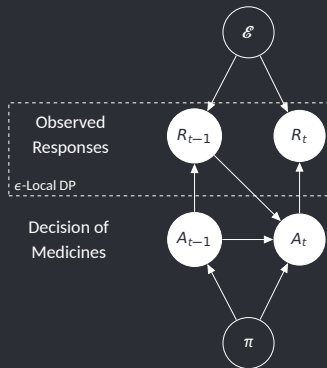 ℰ
Observed
Responses
R_{t−1}
R_t
ϵ-Local DP
Decision of
Medicines
A_{t−1}
A_t
π